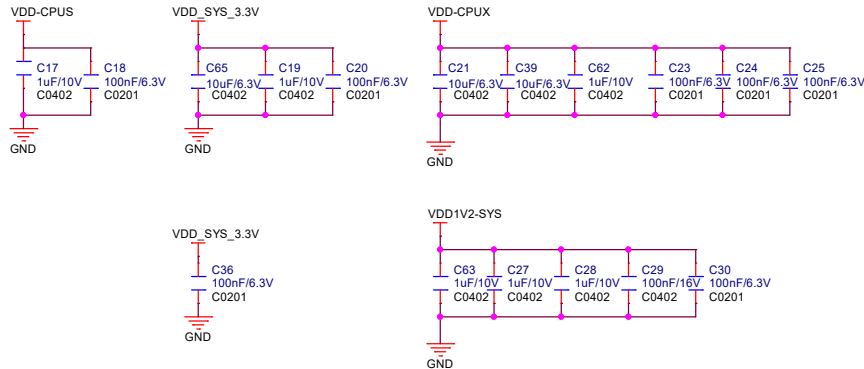 VDD-CPUS
C17
1uF/10V
C0402
C18
100nF/6.3V
C0201
GND
VDD_SYS_3.3V
C65
10uF/6.3V
C0402
C19
1uF/10V
C0402
C20
100nF/6.3V
C0201
GND
VDD-CPUX
C21
10uF/6.3V
C0402
C39
10uF/6.3V
C0402
C62
1uF/10V
C0402
C23
100nF/6.3V
C0201
C24
100nF/6.3V
C0201
C25
100nF/6.3V
C0201
GND
VDD_SYS_3.3V
C36
100nF/6.3V
C0201
GND
VDD1V2-SYS
C63
1uF/10V
C0402
C27
1uF/10V
C0402
C28
1uF/10V
C0402
C29
100nF/16V
C0402
C30
100nF/6.3V
C0201
GND